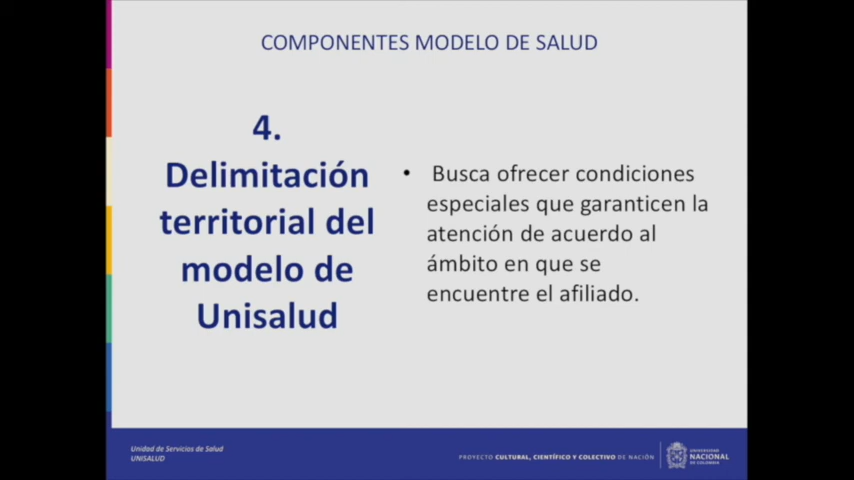 COMPONENTES MODELO DE SALUD
4.
Delimitación
territorial del
modelo de
Unisalud
• Busca ofrecer condiciones
especiales que garanticen la
atención de acuerdo al
ámbito en que se
encuentre el afiliado.
Unidad de Servicios de Salud
UNISALUD
PROYECTO CULTURAL, CIENTÍFICO Y COLECTIVO DE NACIÓN
UNIVERSIDAD
NACIONAL
DE COLOMBIA